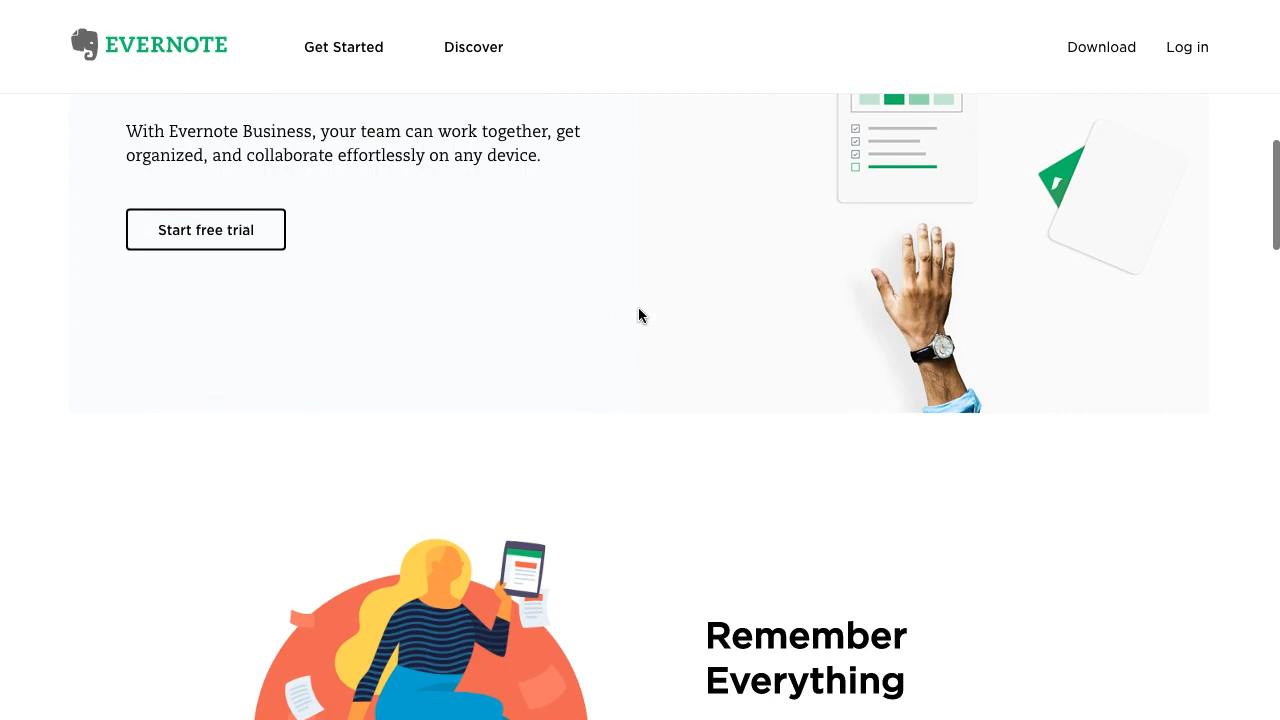 EVERNOTE
Get Started
Discover
Download
Log in
With Evernote Business, your team can work together, get
organized, and collaborate effortlessly on any device.
Start free trial
Remember
Everything